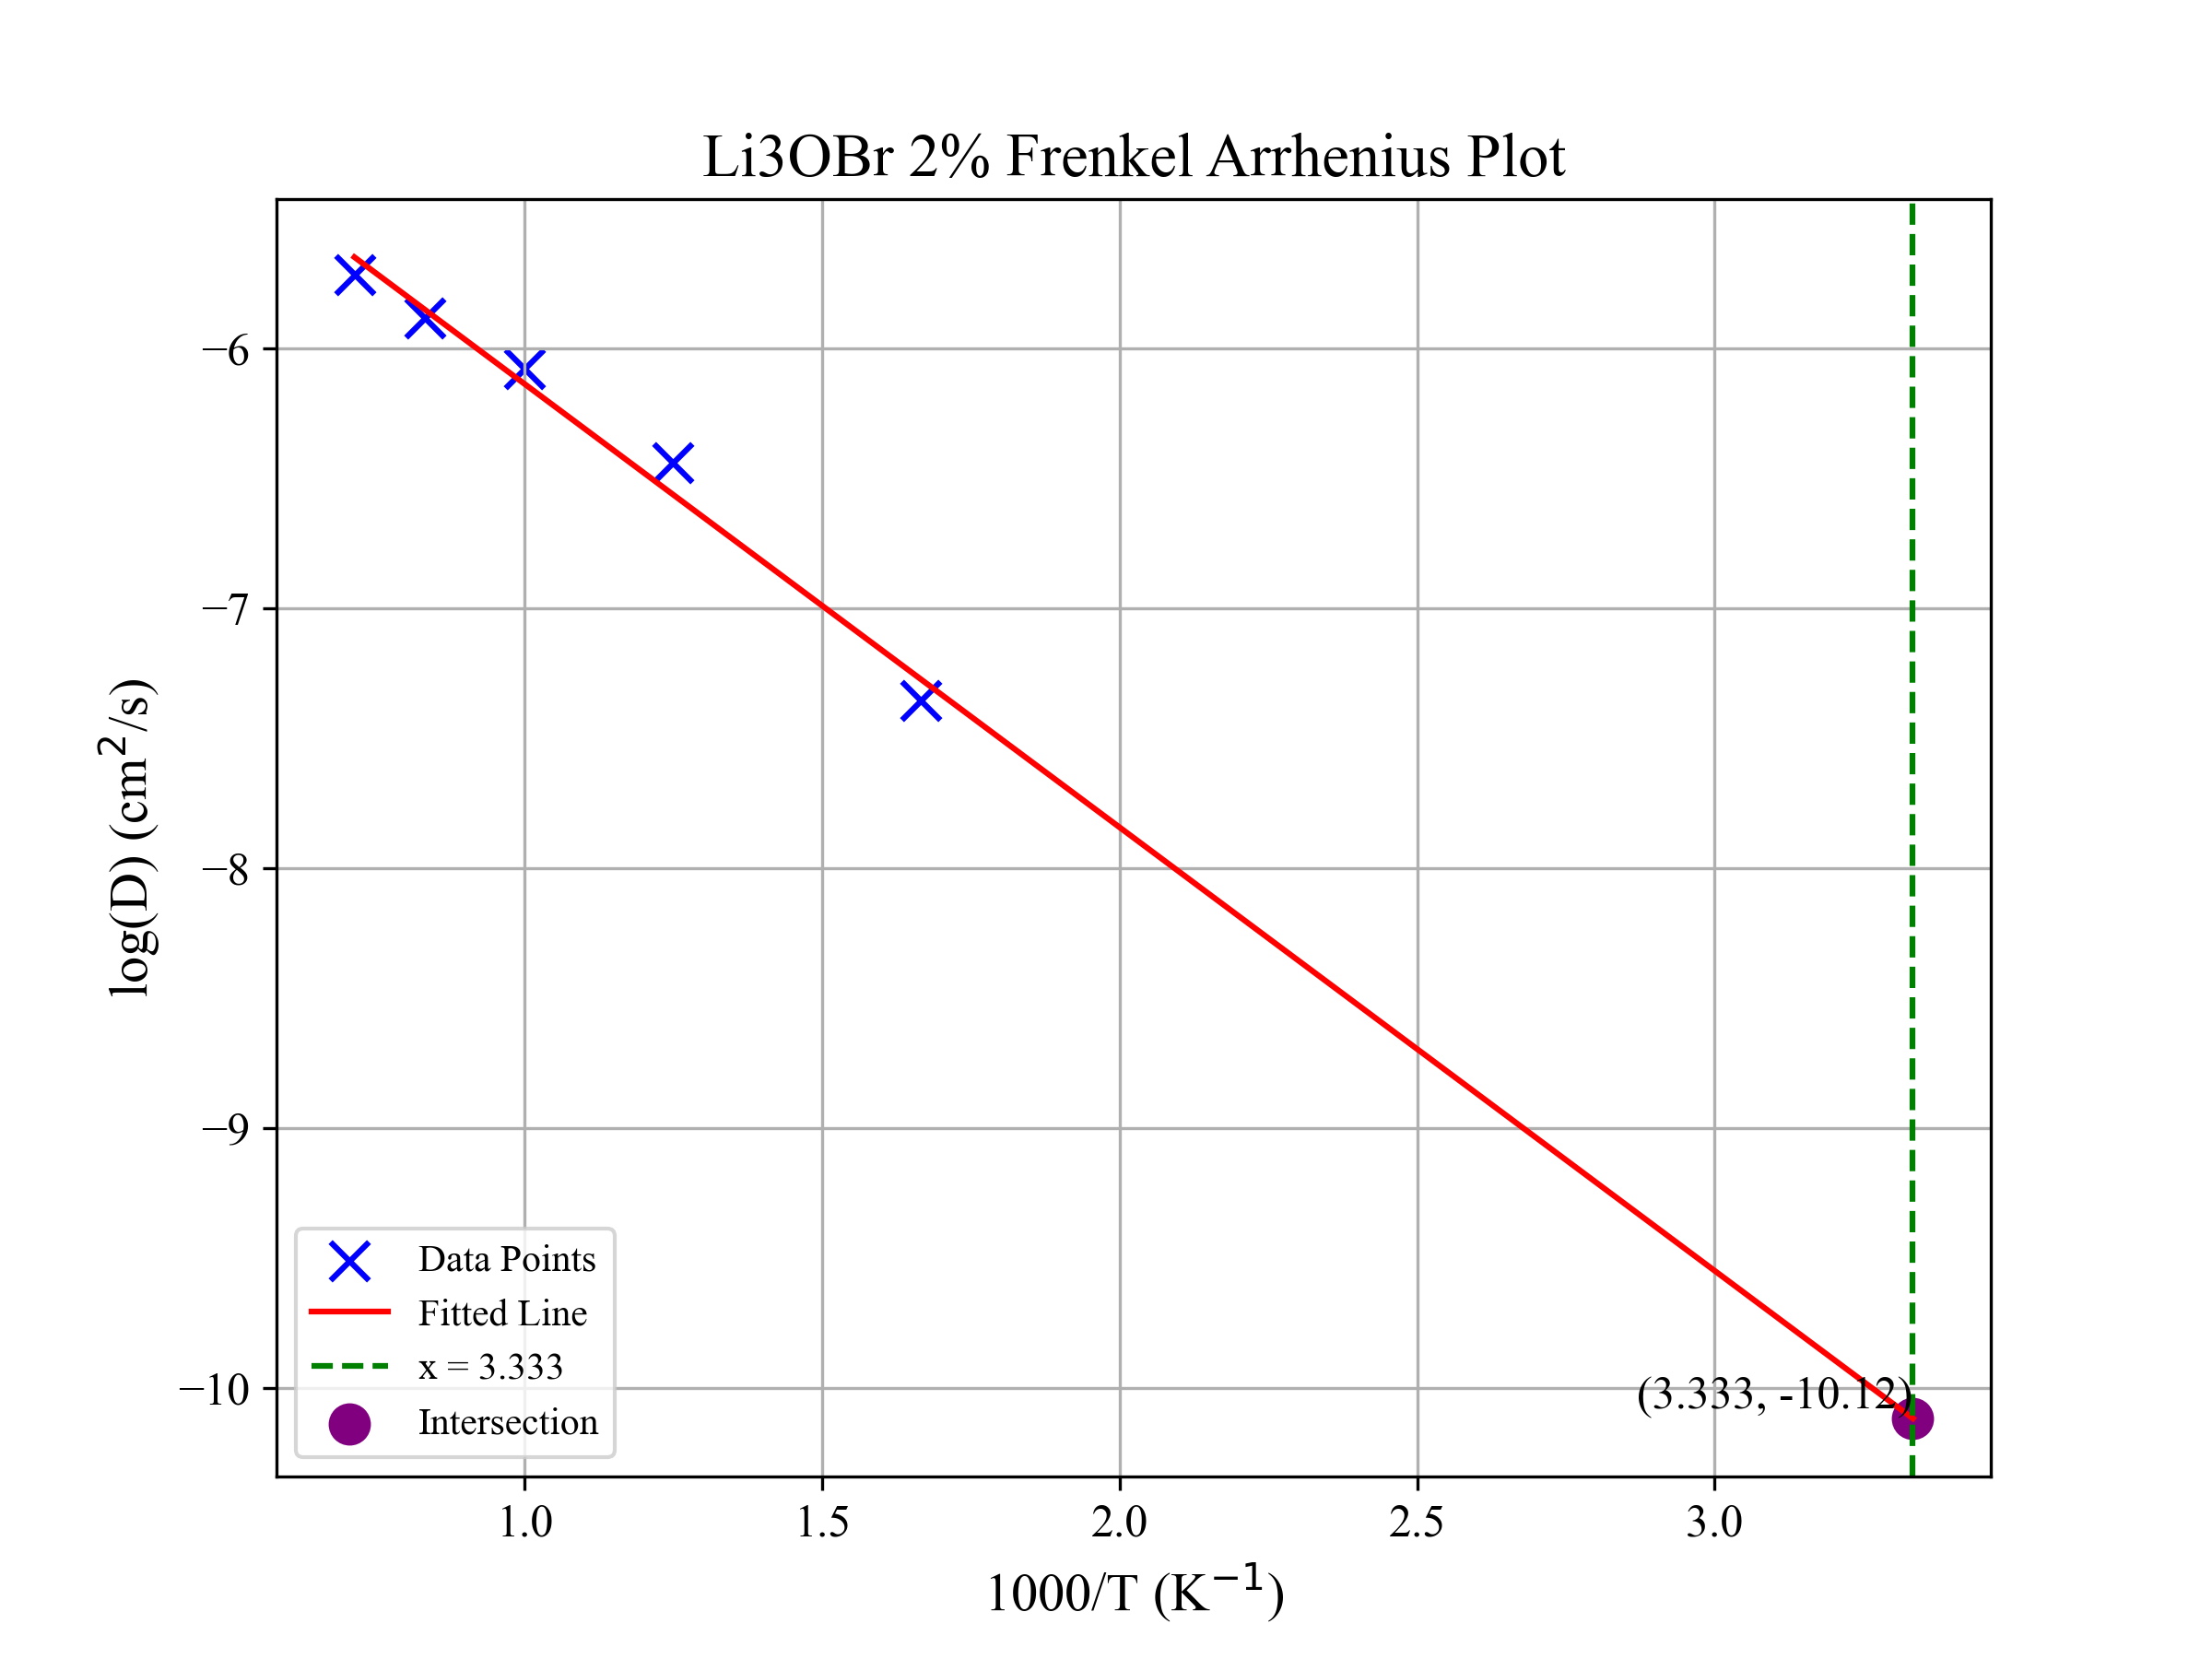 Li3OBr 2% Frenkel Arrhenius Plot
log(D) (cm²/s)
−6
−7
−8
−9
−10
Data Points
Fitted Line
x = 3.333
Intersection
(3.333, -10.12)
1.0 1.5 2.0 2.5 3.0
1000/T (K⁻¹)